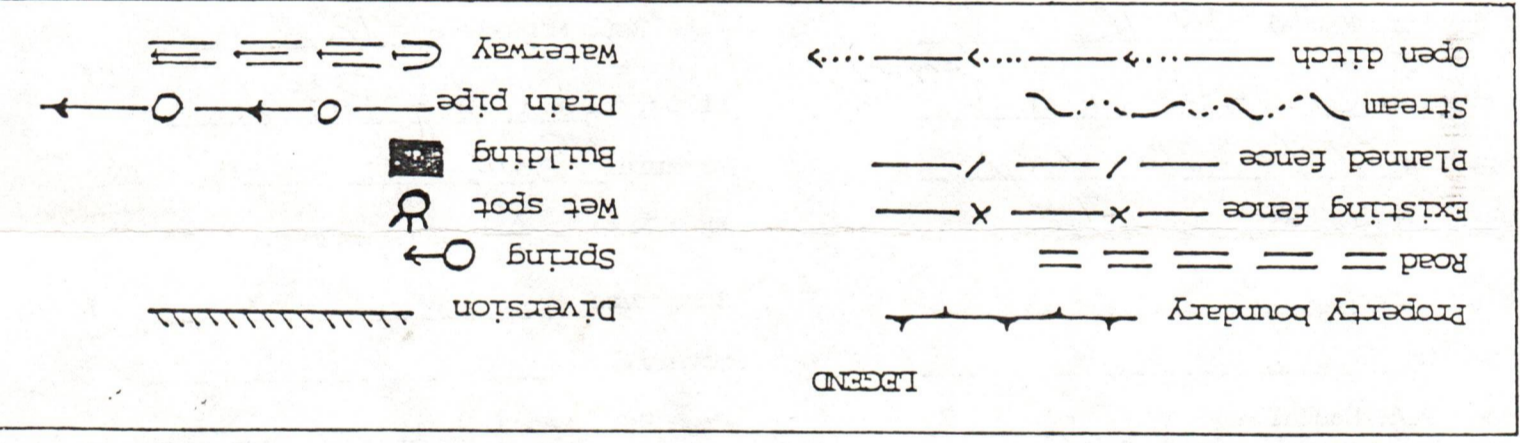 LEGEND
Property boundary
Road
Existing fence
Planned fence
Stream
Open ditch
Diversion
Spring
Wet spot
Building
Drain pipe
Waterway